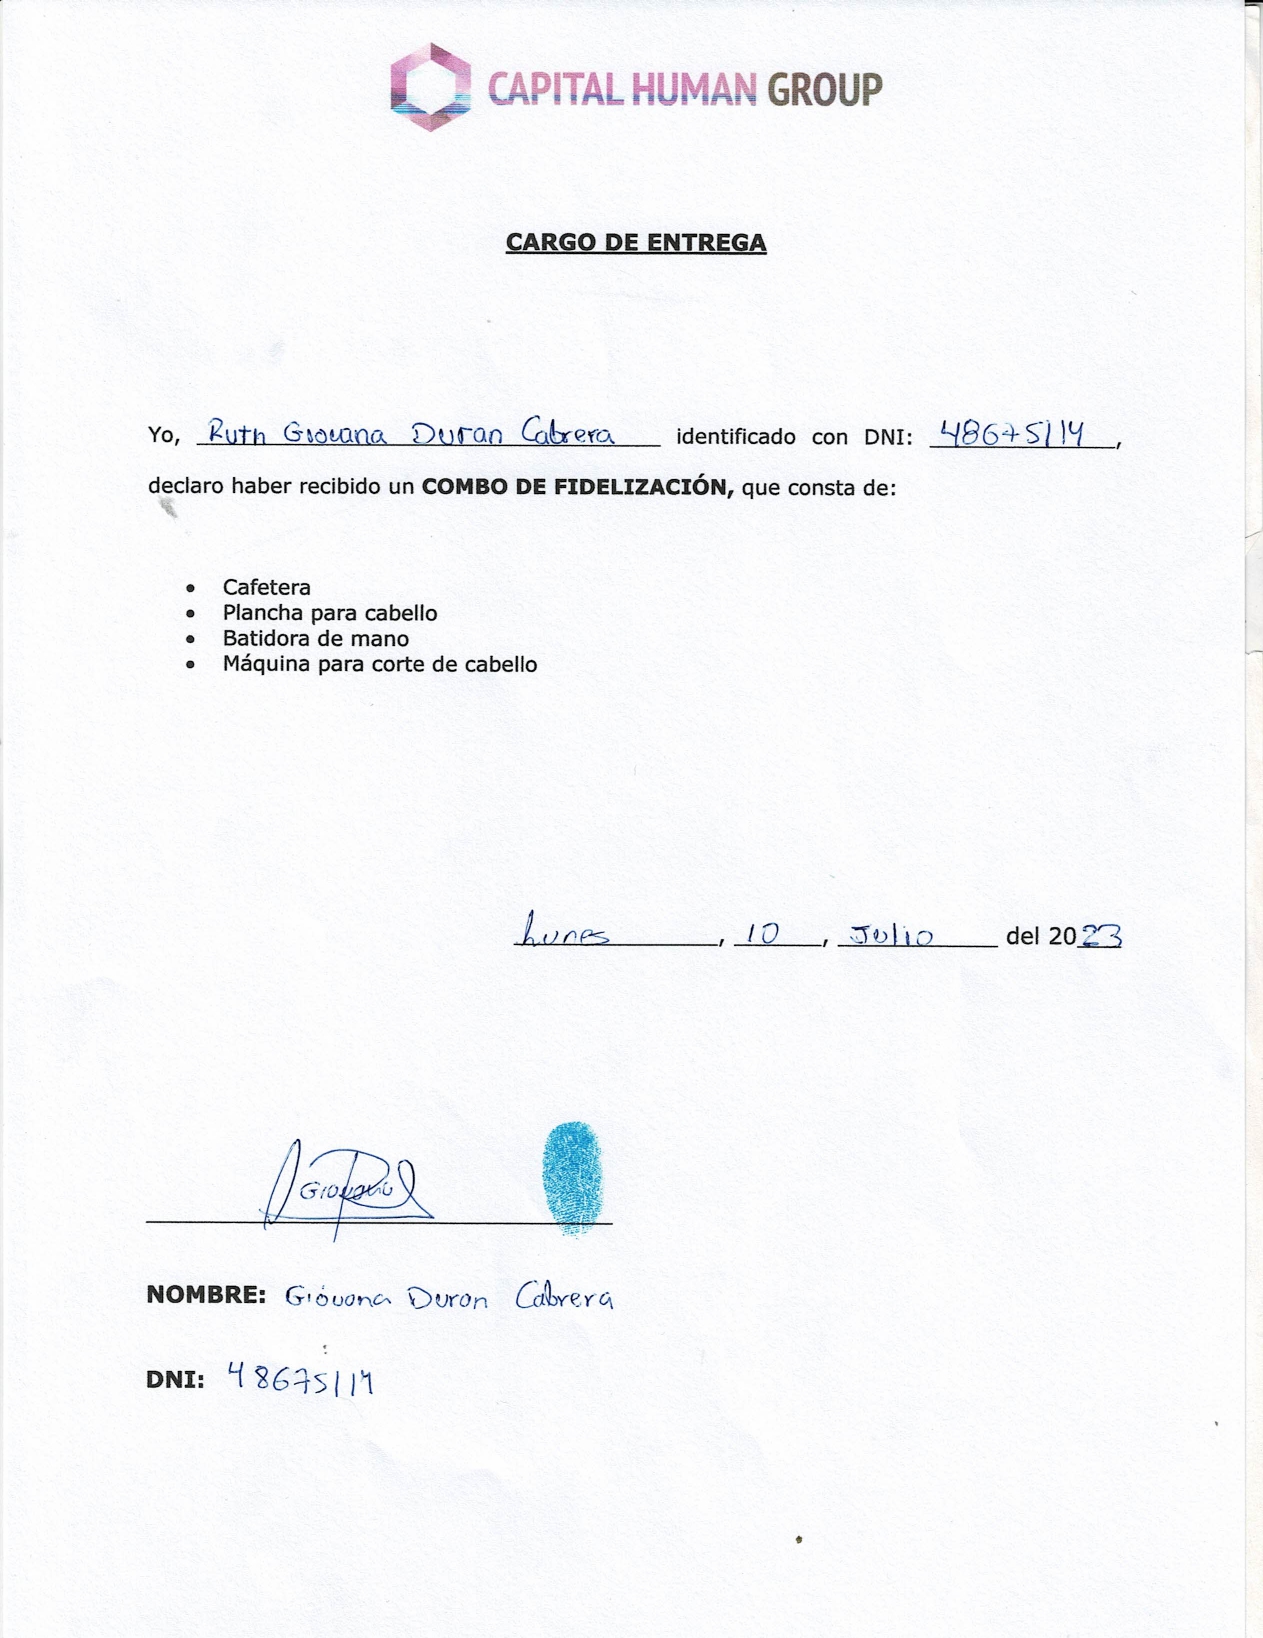 CAPITAL HUMAN GROUP
CARGO DE ENTREGA
Yo, Ruth Giovana Duran Cabrera identificado con DNI: 48675114,
declaro haber recibido un COMBO DE FIDELIZACIÓN, que consta de:
• Cafetera
• Plancha para cabello
• Batidora de mano
• Máquina para corte de cabello
Lunes, 10, Julio del 2023
Giovana
NOMBRE: Giovana Duran Cabrera
DNI: 48675114